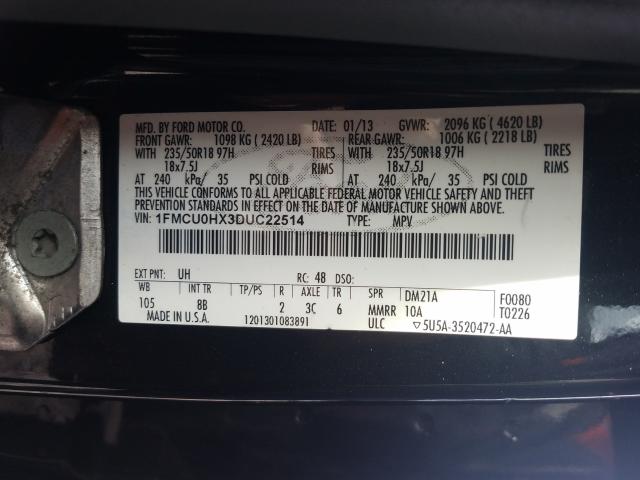 MFD. BY FORD MOTOR CO. DATE: 01/13 GVWR: 2096 KG ( 4620 LB)
FRONT GAWR: 1098 KG ( 2420 LB) REAR GAWR: 1006 KG ( 2218 LB)
WITH 235/50R18 97H TIRES WITH 235/50R18 97H TIRES
18x7.5J RIMS 18x7.5J RIMS
AT 240 kPa/ 35 PSI COLD AT 240 kPa/ 35 PSI COLD
THIS VEHICLE CONFORMS TO ALL APPLICABLE FEDERAL MOTOR VEHICLE SAFETY AND THEFT
PREVENTION STANDARDS IN EFFECT ON THE DATE OF MANUFACTURE SHOWN ABOVE.
VIN: 1FMCU0HX3DUC22514 TYPE: MPV
EXT PNT: UH RC: 48 DSO:
WB INT TR TP/PS R AXLE TR SPR DM21A F0080
105 8B 2 3C 6 MMRR 10A T0226
MADE IN U.S.A. 1201301083891 ULC ▽5U5A-3520472-AA